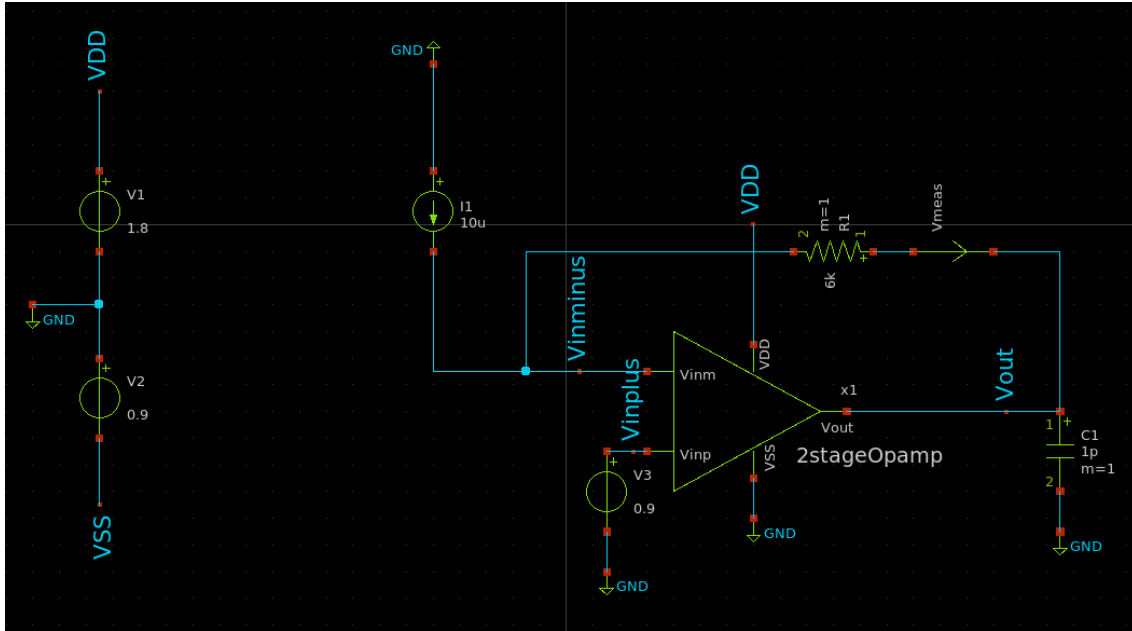 VDD
+
V1
1.8
GND
+
V2
0.9
VSS
GND
I1
10u
Vinminus
Vinplus
VDD
2
m=1
R1
1
+
6k
Vmeas
Vinm
Vinp
VDD
VSS
x1
Vout
2stageOpamp
Vout
+
V3
0.9
GND
GND
1
+
C1
1p
m=1
2
GND